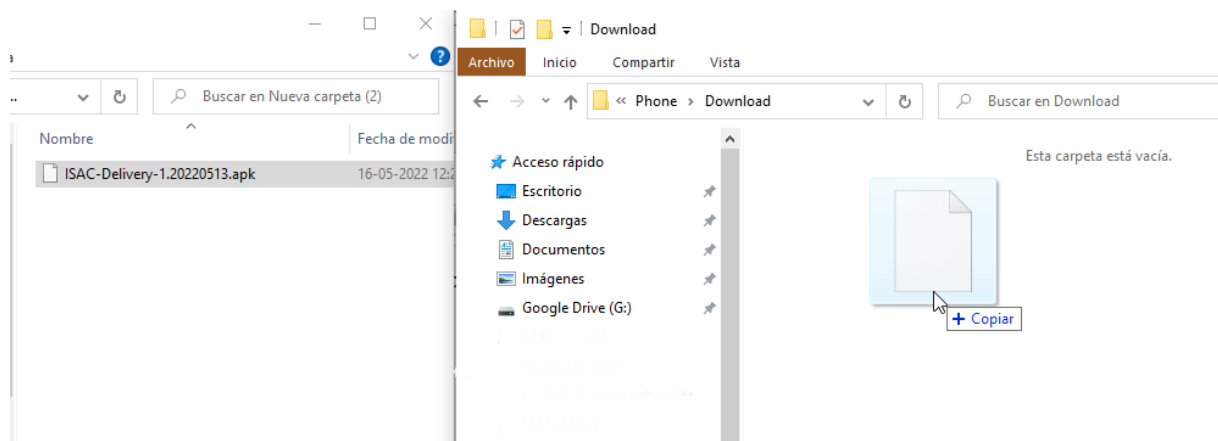 Download
a
Archivo Inicio Compartir Vista
.. Buscar en Nueva carpeta (2)
« Phone > Download
Buscar en Download
Nombre Fecha de modi
ISAC-Delivery-1.20220513.apk 16-05-2022 12:2
Acceso rápido
Escritorio
Descargas
Documentos
Imágenes
Google Drive (G:)
Esta carpeta está vacía.
+ Copiar